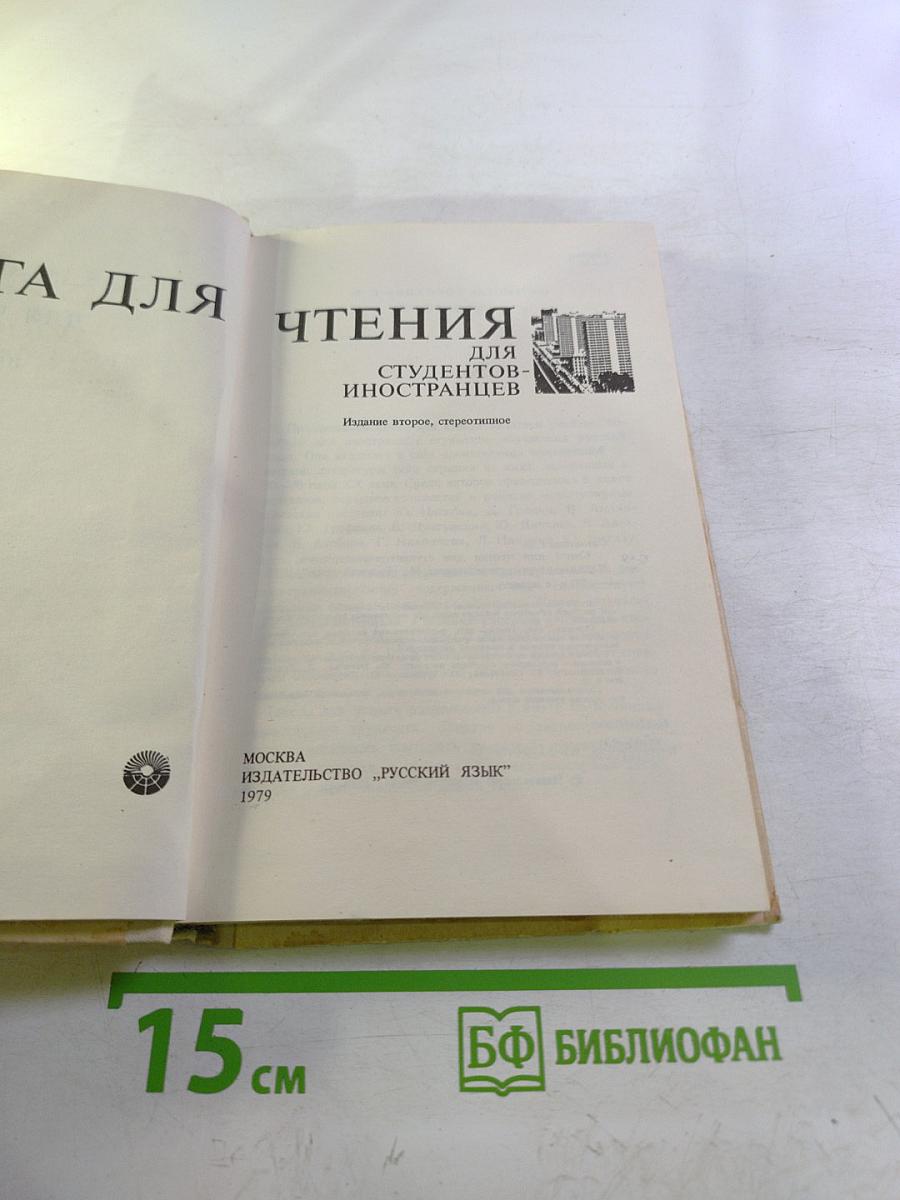 ТА ДЛЯ ЧТЕНИЯ
ДЛЯ
СТУДЕНТОВ-
ИНОСТРАНЦЕВ
Издание второе, стереотипное
МОСКВА
ИЗДАТЕЛЬСТВО „РУССКИЙ ЯЗЫК"
1979
15 см
БФ БИБЛИОФАН